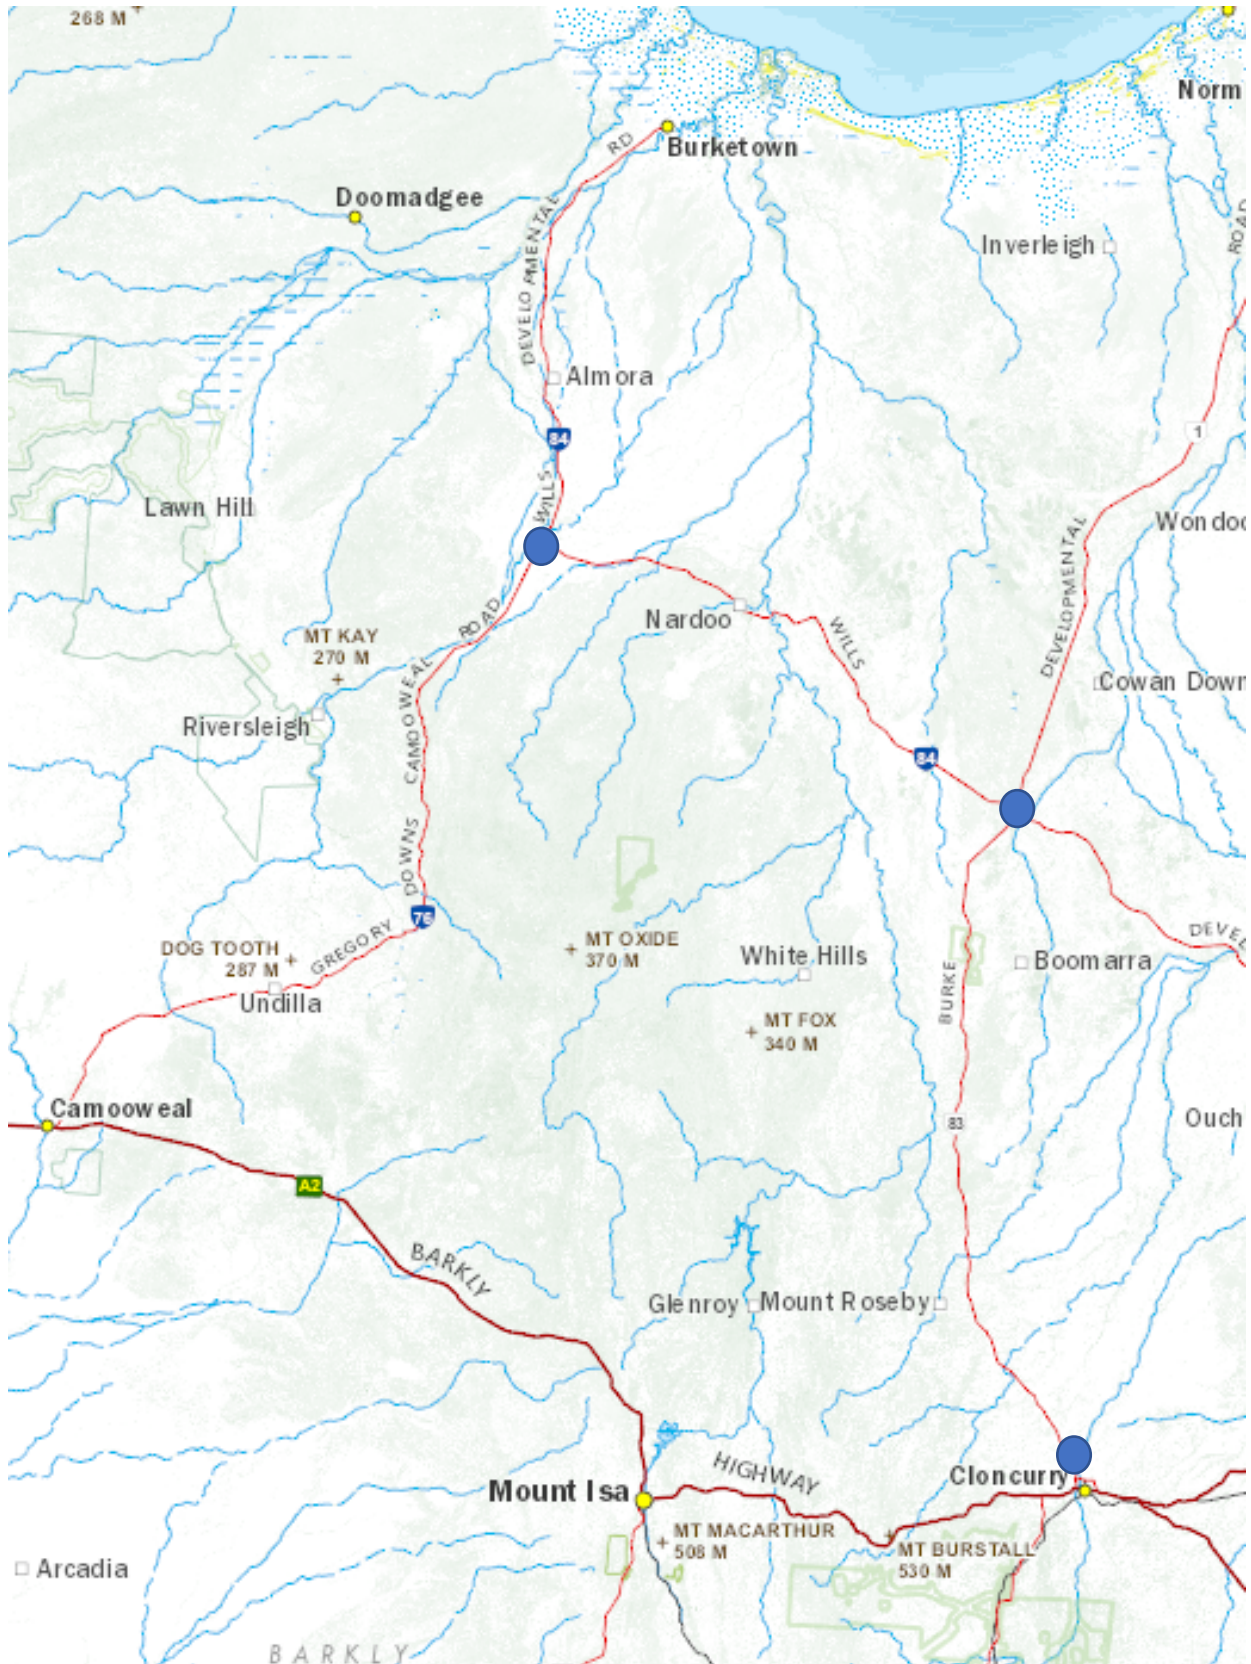 268 M
Norm
RD
Burketown
Doomadgee
DEVELOPMENTAL
Inverleigh
ROAD
Almora
1
84
WILLS
Lawn Hill
Wondoo
DEVELOPMENTAL
Nardoo
WILLS
ROAD
MT KAY
270 M
Cowan Down
CAMOOWEAL
Riversleigh
84
DOWNS
76
GREGORY
DOG TOOTH
287 M
Undilla
MT OXIDE
370 M
White Hills
BURKE
Boomarra
DEVEL
MT FOX
340 M
Camooweal
83
Ouch
A2
BARKLY
Glenroy
Mount Roseby
HIGHWAY
Cloncurry
Mount Isa
MT MACARTHUR
508 M
MT BURSTALL
530 M
Arcadia
BARKLY